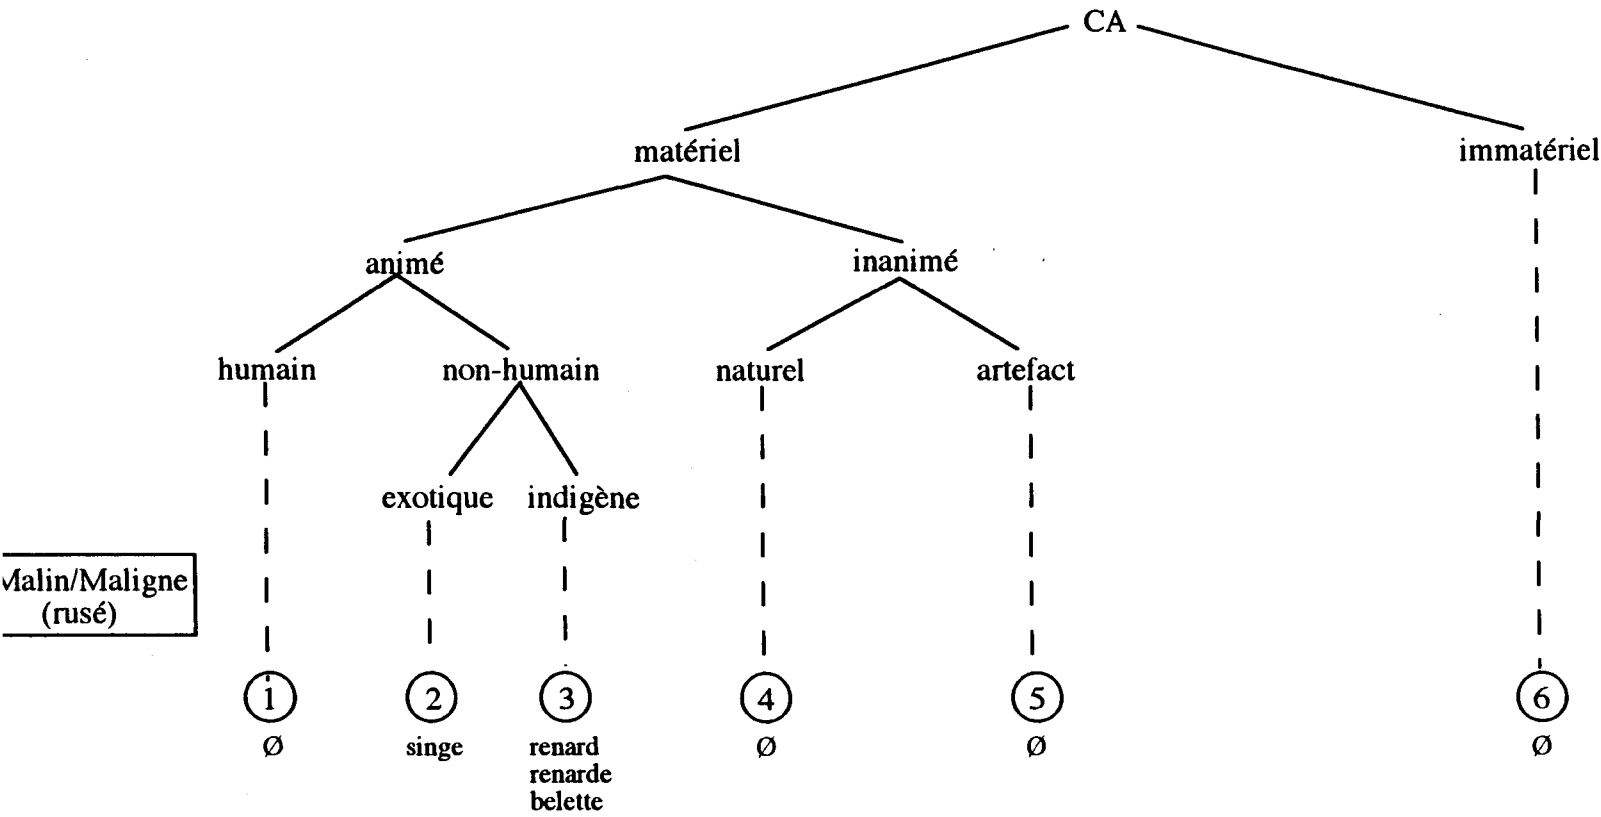 CA
matériel
immatériel
animé
inanimé
humain
non-humain
naturel
artefact
exotique
indigène
Malin/Maligne
(rusé)
1
2
3
4
5
6
Ø
singe
renard
renarde
belette
Ø
Ø
Ø